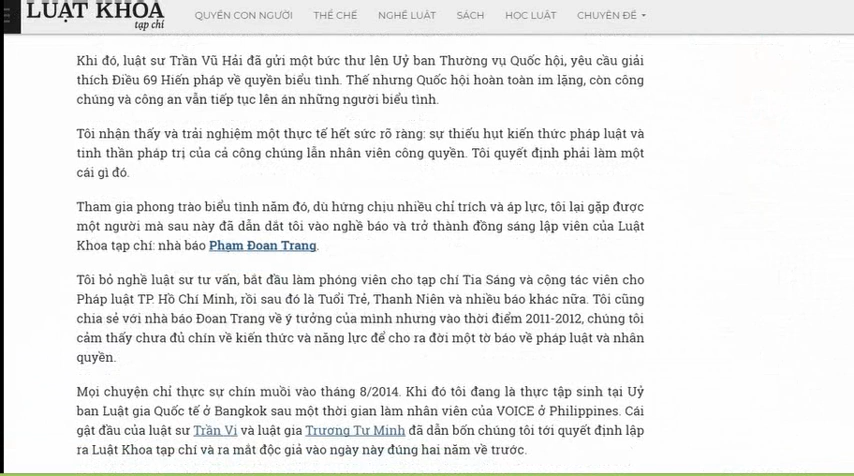 LUẬT KHOA
tạp chí
QUYỀN CON NGƯỜI THỂ CHẾ NGHỀ LUẬT SÁCH HỌC LUẬT CHUYÊN ĐỀ
Khi đó, luật sư Trần Vũ Hải đã gửi một bức thư lên Uỷ ban Thường vụ Quốc hội, yêu cầu giải
thích Điều 69 Hiến pháp về quyền biểu tình. Thế nhưng Quốc hội hoàn toàn im lặng, còn công
chúng và công an vẫn tiếp tục lên án những người biểu tình.
Tôi nhận thấy và trải nghiệm một thực tế hết sức rõ ràng: sự thiếu hụt kiến thức pháp luật và
tinh thần pháp trị của cả công chúng lẫn nhân viên công quyền. Tôi quyết định phải làm một
cái gì đó.
Tham gia phong trào biểu tình năm đó, dù hứng chịu nhiều chỉ trích và áp lực, tôi lại gặp được
một người mà sau này đã dẫn dắt tôi vào nghề báo và trở thành đồng sáng lập viên của Luật
Khoa tạp chí: nhà báo Phạm Đoan Trang.
Tôi bỏ nghề luật sư tư vấn, bắt đầu làm phóng viên cho tạp chí Tia Sáng và cộng tác viên cho
Pháp luật TP. Hồ Chí Minh, rồi sau đó là Tuổi Trẻ, Thanh Niên và nhiều báo khác nữa. Tôi cũng
chia sẻ với nhà báo Đoan Trang về ý tưởng của mình nhưng vào thời điểm 2011-2012, chúng tôi
cảm thấy chưa đủ chín về kiến thức và năng lực để cho ra đời một tờ báo về pháp luật và nhân
quyền.
Mọi chuyện chỉ thực sự chín muồi vào tháng 8/2014. Khi đó tôi đang là thực tập sinh tại Uỷ
ban Luật gia Quốc tế ở Bangkok sau một thời gian làm nhân viên của VOICE ở Philippines. Cái
gật đầu của luật sư Trần Vi và luật gia Trương Tự Minh đã dẫn bốn chúng tôi tới quyết định lập
ra Luật Khoa tạp chí và ra mắt độc giả vào ngày này đúng hai năm về trước.